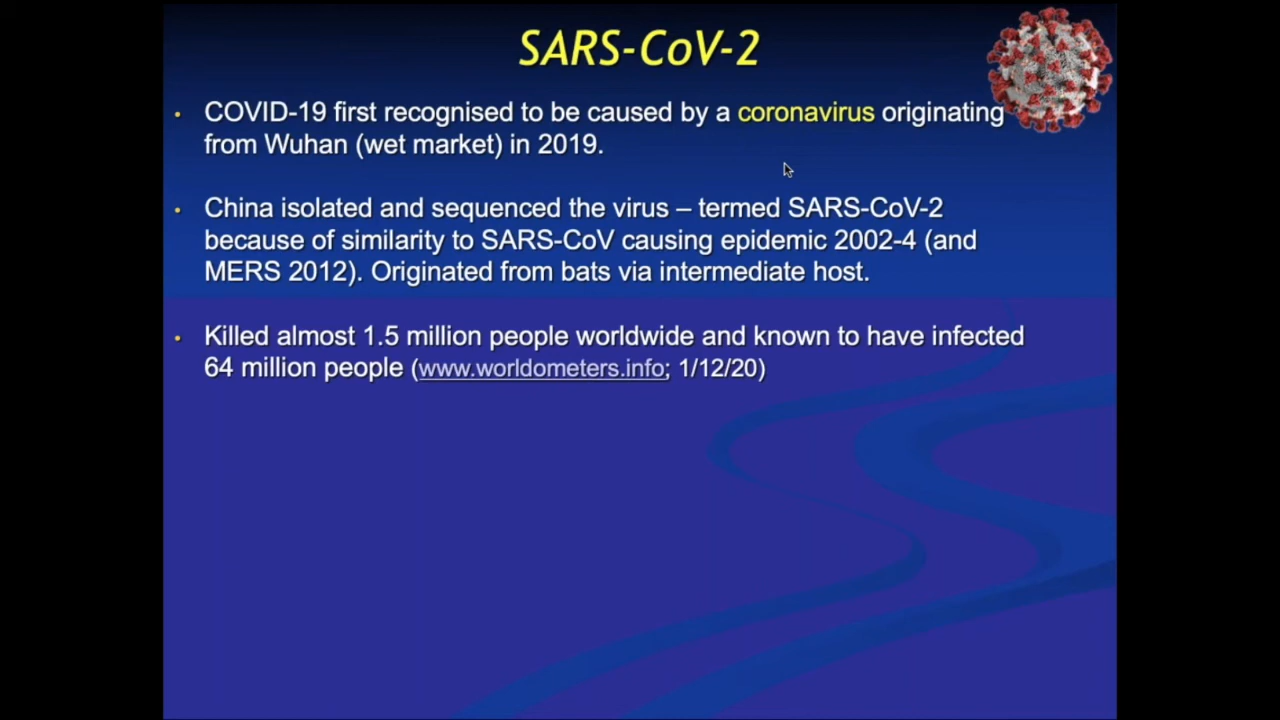 SARS-CoV-2
• COVID-19 first recognised to be caused by a coronavirus originating
from Wuhan (wet market) in 2019.
• China isolated and sequenced the virus – termed SARS-CoV-2
because of similarity to SARS-CoV causing epidemic 2002-4 (and
MERS 2012). Originated from bats via intermediate host.
• Killed almost 1.5 million people worldwide and known to have infected
64 million people (www.worldometers.info; 1/12/20)